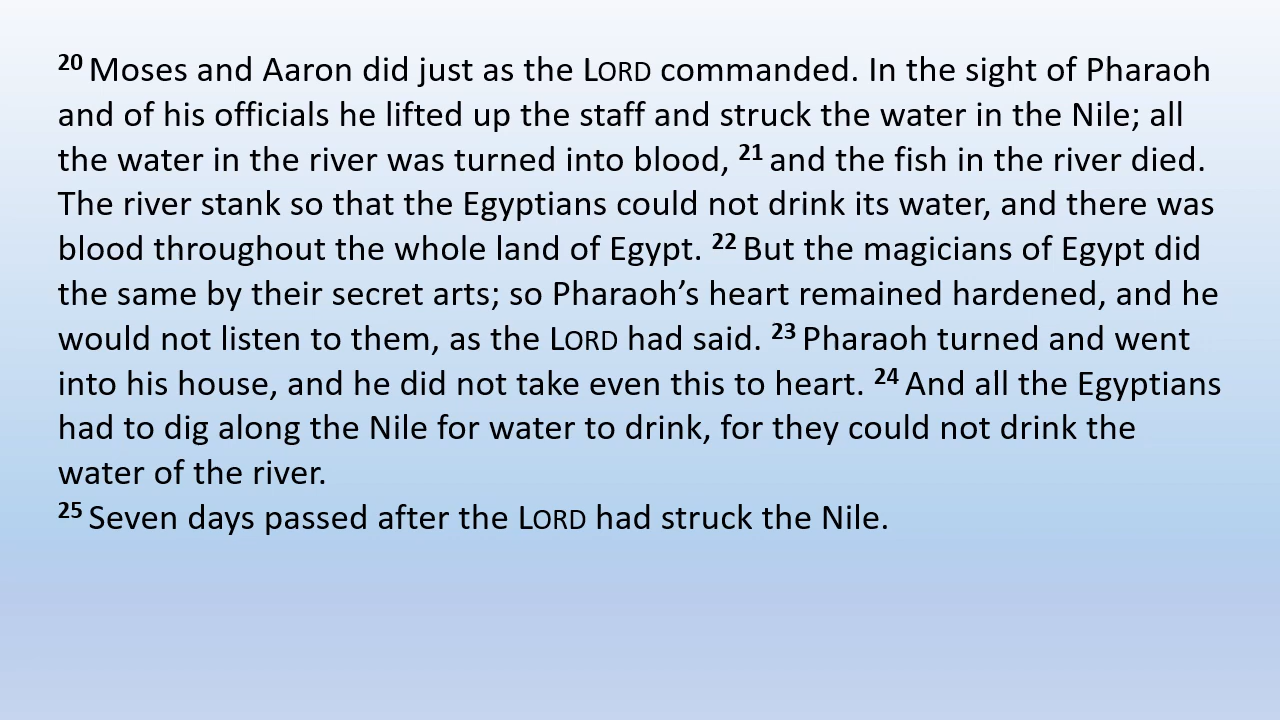 20 Moses and Aaron did just as the LORD commanded. In the sight of Pharaoh
and of his officials he lifted up the staff and struck the water in the Nile; all
the water in the river was turned into blood, 21 and the fish in the river died.
The river stank so that the Egyptians could not drink its water, and there was
blood throughout the whole land of Egypt. 22 But the magicians of Egypt did
the same by their secret arts; so Pharaoh’s heart remained hardened, and he
would not listen to them, as the LORD had said. 23 Pharaoh turned and went
into his house, and he did not take even this to heart. 24 And all the Egyptians
had to dig along the Nile for water to drink, for they could not drink the
water of the river.
25 Seven days passed after the LORD had struck the Nile.